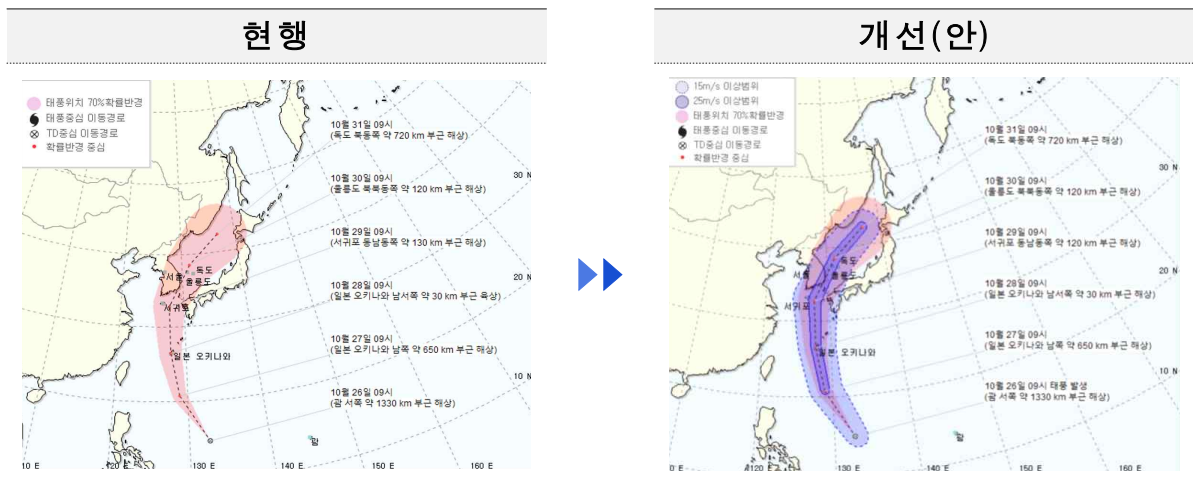 현행
태풍위치 70%확률반경
태풍중심 이동경로
TD중심 이동경로
확률반경 중심
10월 31일 09시
(독도 북동쪽 약 720 km 부근 해상)
10월 30일 09시
(울릉도 북북동쪽 약 120 km 부근 해상)
10월 29일 09시
(서귀포 동남동쪽 약 130 km 부근 해상)
10월 28일 09시
(일본 오키나와 남서쪽 약 30 km 부근 육상)
10월 27일 09시
(일본 오키나와 남쪽 약 650 km 부근 해상)
10월 26일 09시
(괌 서쪽 약 1330 km 부근 해상)
30 N
20 N
10 N
서울
독도
울릉도
서귀포
일본 오키나와
괌
10 E
120 E
130 E
140 E
150 E
160 E
개선(안)
15m/s 이상범위
25m/s 이상범위
태풍위치 70%확률반경
태풍중심 이동경로
TD중심 이동경로
확률반경 중심
10월 31일 09시
(독도 북동쪽 약 720 km 부근 해상)
10월 30일 09시
(울릉도 북북동쪽 약 120 km 부근 해상)
10월 29일 09시
(서귀포 동남동쪽 약 120 km 부근 해상)
10월 28일 09시
(일본 오키나와 남서쪽 약 30 km 부근 해상)
10월 27일 09시
(일본 오키나와 남쪽 약 650 km 부근 해상)
10월 26일 09시 태풍 발생
(괌 서쪽 약 1330 km 부근 해상)
30 N
20 N
10 N
서울
독도
울릉도
서귀포
일본 오키나와
괌
0 E
120 E
130 E
140 E
150 E
160 E